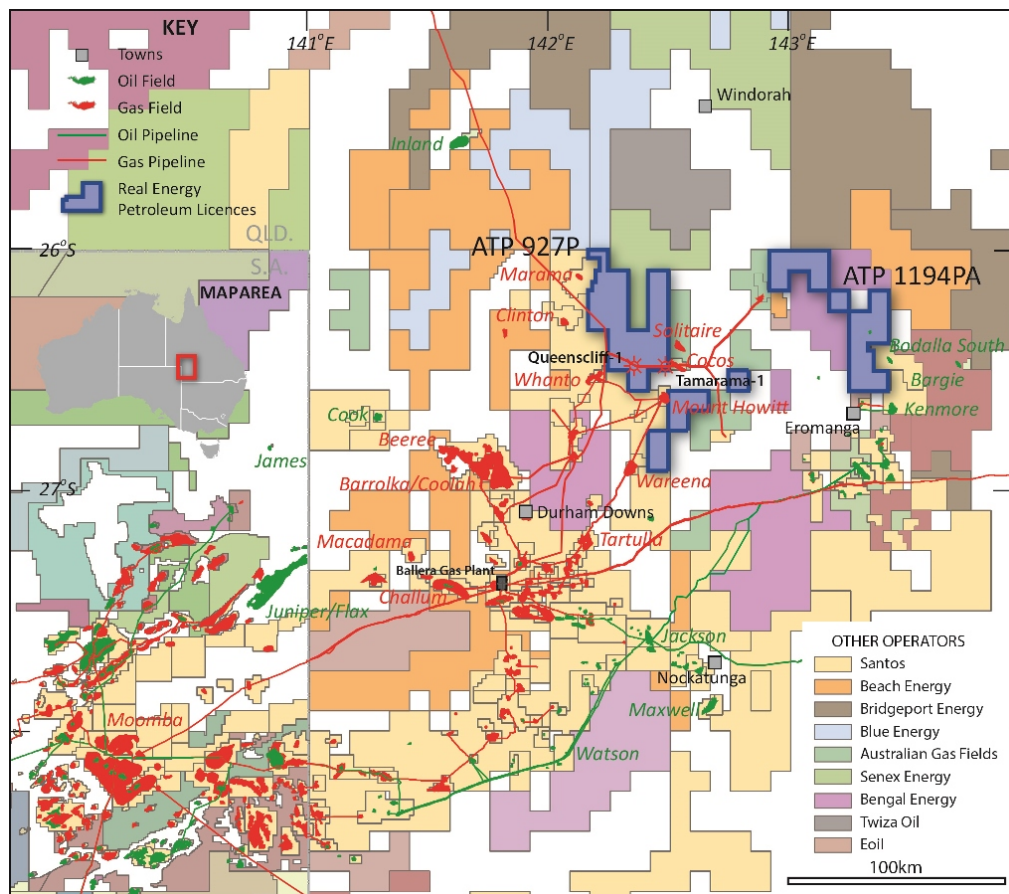 KEY
Towns
Oil Field
Gas Field
Oil Pipeline
Gas Pipeline
Real Energy
Petroleum Licences
141°E
142°E
143°E
Windorah
Inland
26°S
QLD.
S.A.
MAPAREA
ATP 927P
ATP 1194PA
Marama
Clinton
Solitaire
Queenscliff-1
Cocos
Whanto
Tamarama-1
Mount Howitt
Bodalla South
Bargie
Kenmore
Eromanga
Cook
Beeree
James
Barrolka/Coolah
Wareena
27°S
Durham Downs
Macadama
Tartulla
Ballera Gas Plant
Challum
Juniper/Flax
Jackson
Nockatunga
Maxwell
Moomba
Watson
OTHER OPERATORS
Santos
Beach Energy
Bridgeport Energy
Blue Energy
Australian Gas Fields
Senex Energy
Bengal Energy
Twiza Oil
Eoil
100km